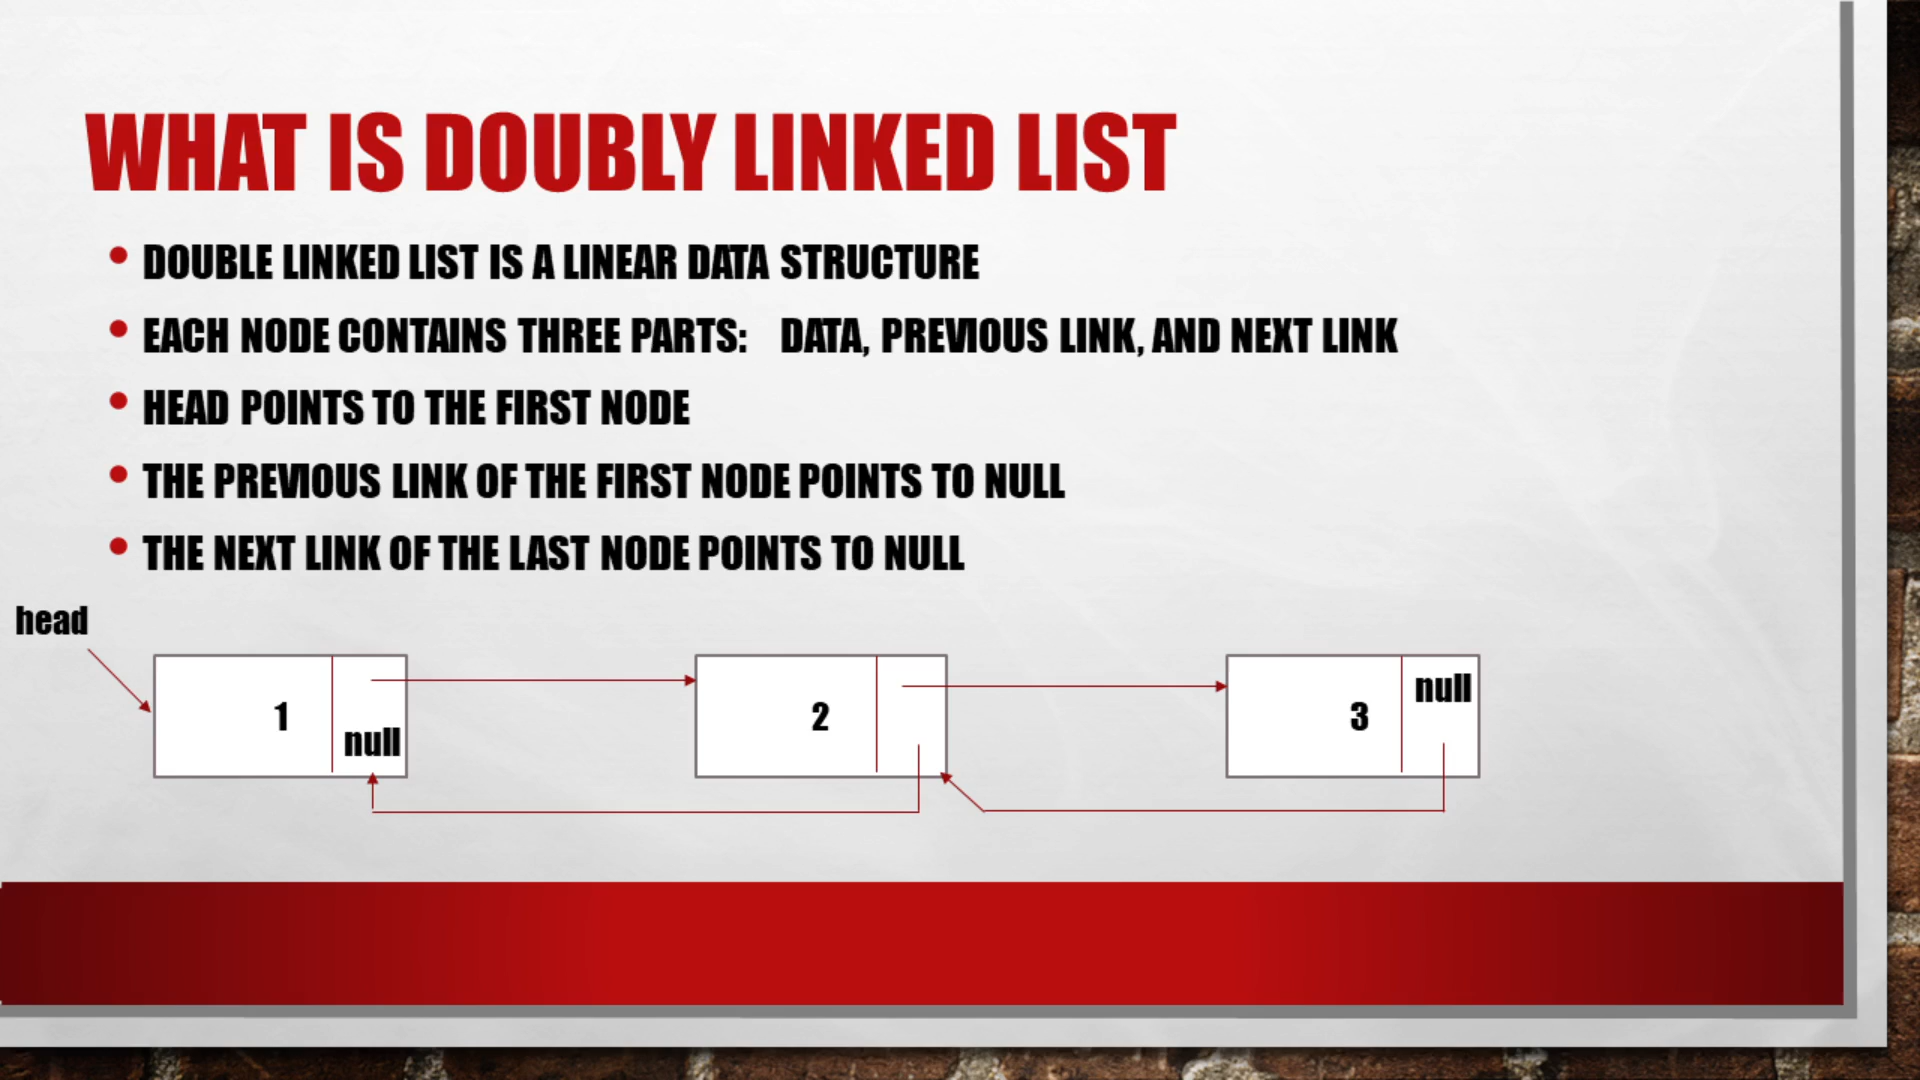 WHAT IS DOUBLY LINKED LIST
• DOUBLE LINKED LIST IS A LINEAR DATA STRUCTURE
• EACH NODE CONTAINS THREE PARTS: DATA, PREVIOUS LINK, AND NEXT LINK
• HEAD POINTS TO THE FIRST NODE
• THE PREVIOUS LINK OF THE FIRST NODE POINTS TO NULL
• THE NEXT LINK OF THE LAST NODE POINTS TO NULL
head
1
null
2
3
null